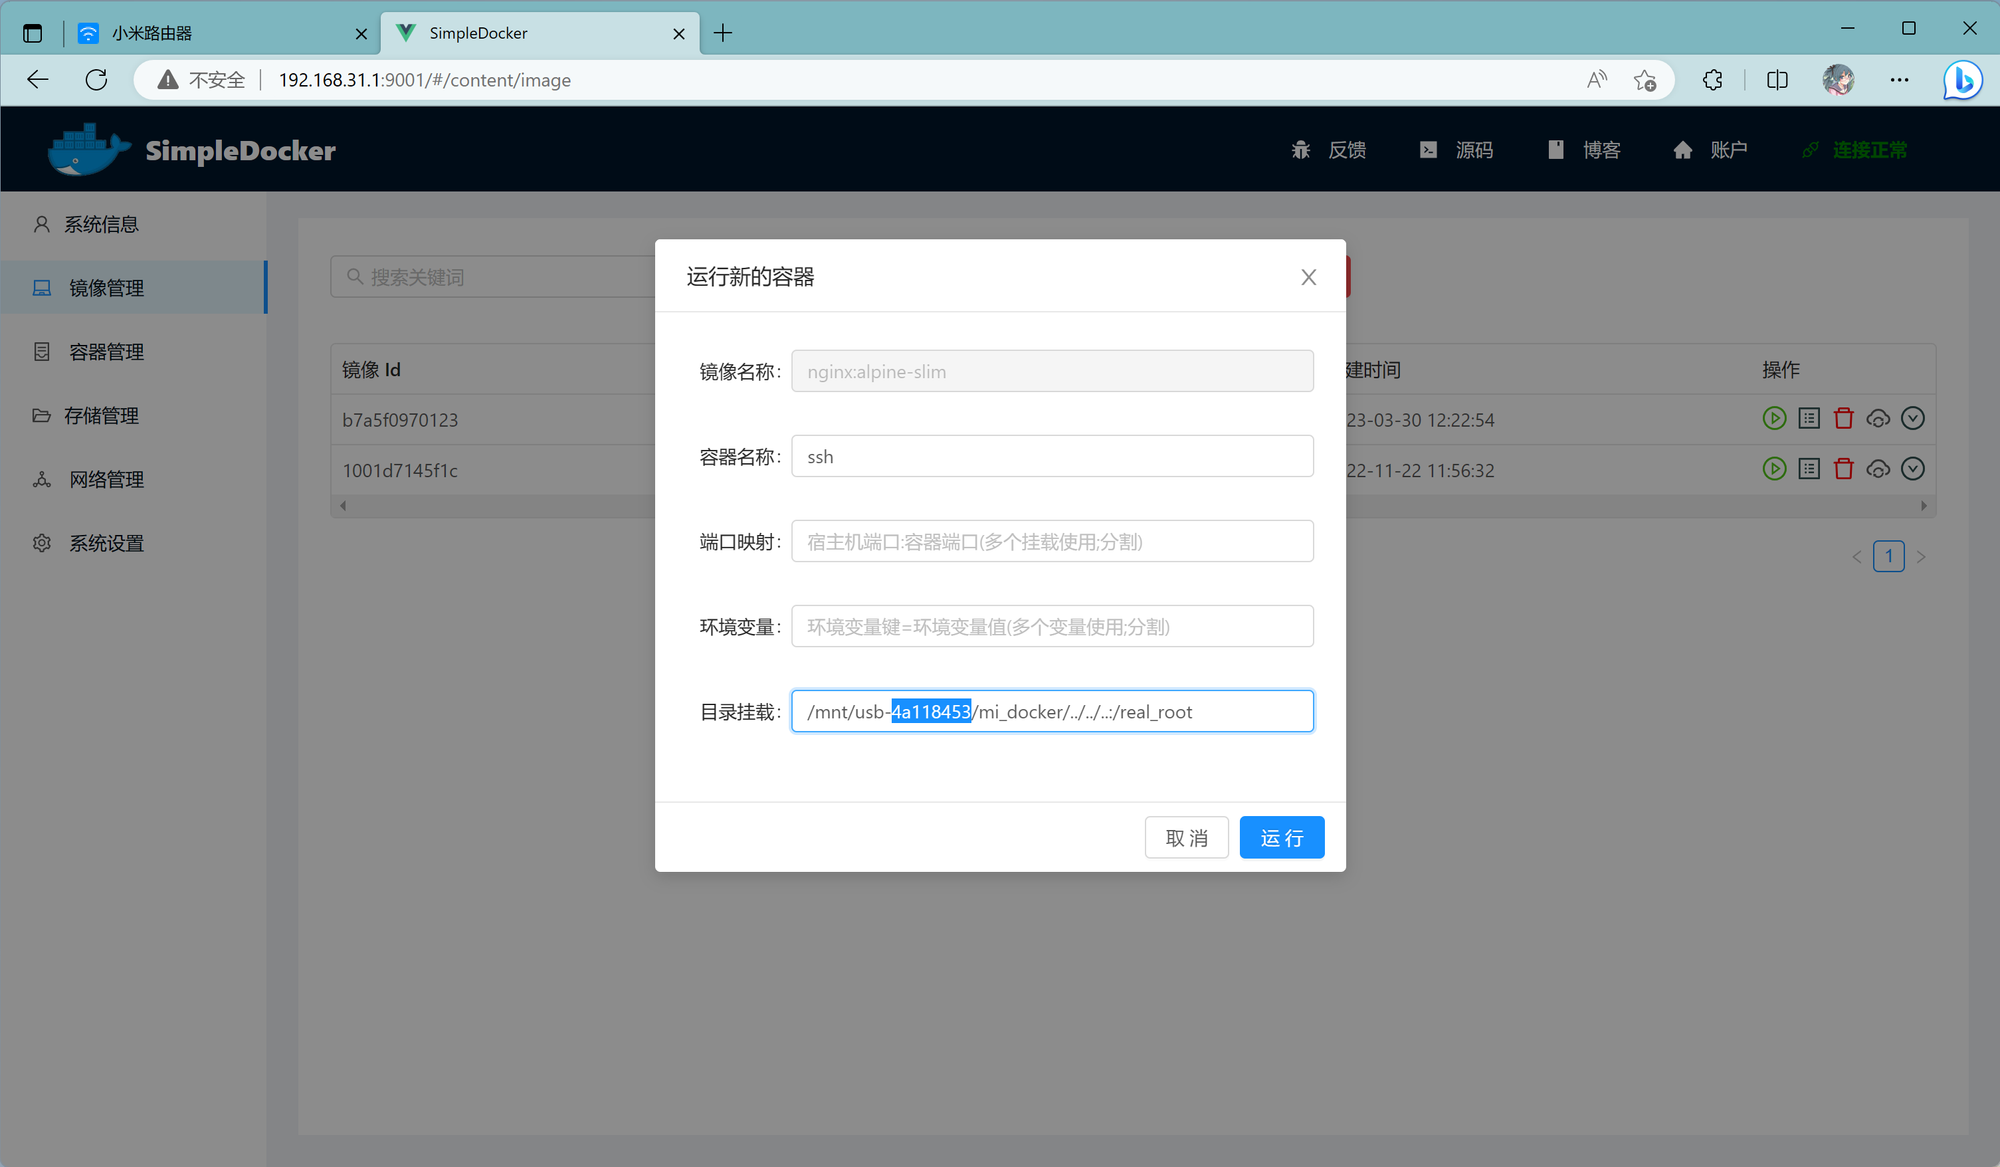 小米路由器
SimpleDocker
不安全
192.168.31.1:9001/#/content/image
SimpleDocker
反馈
源码
博客
账户
连接正常
系统信息
镜像管理
容器管理
存储管理
网络管理
系统设置
搜索关键词
镜像 Id
建时间
操作
b7a5f0970123
23-03-30 12:22:54
1001d7145f1c
22-11-22 11:56:32
1
运行新的容器
镜像名称: nginx:alpine-slim
容器名称: ssh
端口映射: 宿主机端口:容器端口(多个挂载使用;分割)
环境变量: 环境变量键=环境变量值(多个变量使用;分割)
目录挂载: /mnt/usb-4a118453/mi_docker/../../..:/real_root
取 消
运 行